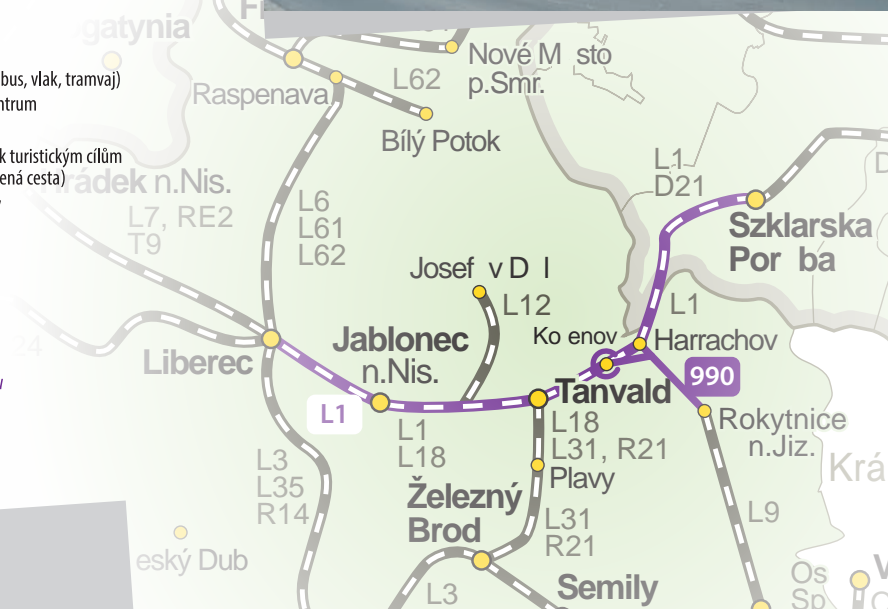 gatynia
Nové M sto
p.Smr.
L62
Raspenava
Bílý Potok
bus, vlak, tramvaj)
ntrum
k turistickým cílům
ená cesta)
rádek n.Nis.
L7, RE2
T9
L6
L61
L62
L1
D21
D
Szklarska
Por ba
Josef v D l
L12
L1
Ko enov
Harrachov
24
Liberec
Jablonec
n.Nis.
Tanvald
990
L1
L1
L18
L18
L31, R21
Plavy
Rokytnice
n.Jiz.
Krá
L3
L35
R14
Železný
Brod
L31
R21
L9
eský Dub
L3
Semily
Os
Sp
V